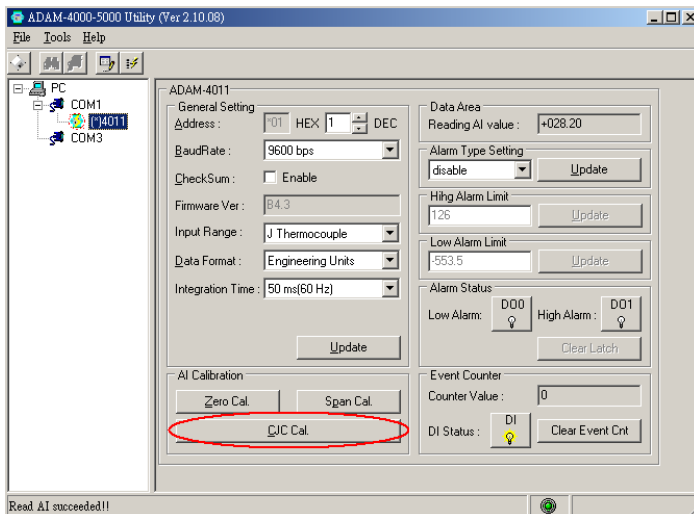 ADAM-4000-5000 Utility (Ver 2.10.08)
File Tools Help
PC
COM1
(*)4011
COM3
ADAM-4011
General Setting
Address : *01 HEX 1 DEC
BaudRate : 9600 bps
CheckSum : Enable
Firmware Ver : B4.3
Input Range : J Thermocouple
Data Format : Engineering Units
Integration Time : 50 ms(60 Hz)
Update
AI Calibration
Zero Cal. Span Cal.
CJC Cal.
Data Area
Reading AI value : +028.20
Alarm Type Setting
disable Update
Hihg Alarm Limit
126 Update
Low Alarm Limit
-553.5 Update
Alarm Status
Low Alarm: DO0 High Alarm : DO1
Clear Latch
Event Counter
Counter Value : 0
DI Status : DI Clear Event Cnt
Read AI succeeded!!